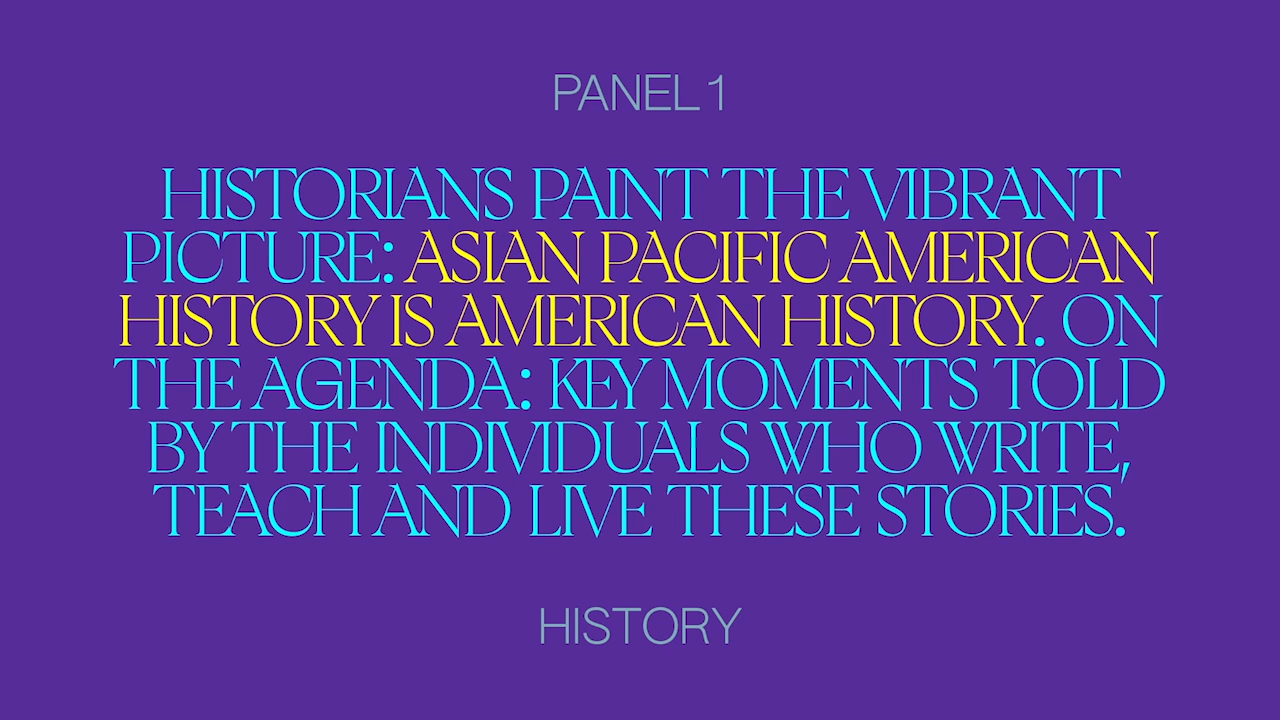 PANEL 1
HISTORIANS PAINT THE VIBRANT
PICTURE: ASIAN PACIFIC AMERICAN
HISTORY IS AMERICAN HISTORY. ON
THE AGENDA: KEY MOMENTS TOLD
BY THE INDIVIDUALS WHO WRITE,
TEACH AND LIVE THESE STORIES.
HISTORY